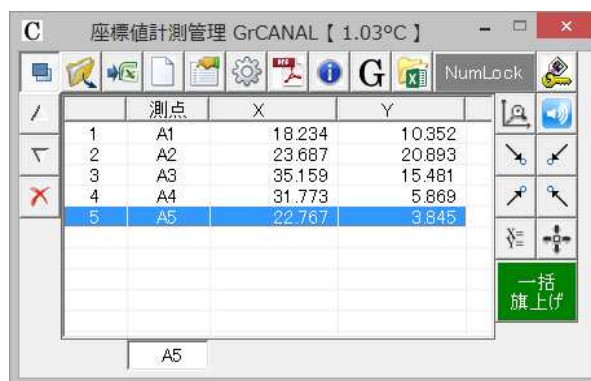 C 座標値計測管理 GrCANAL【 1.03ºC 】
G NumLock
測点 X Y
1 A1 18.234 10.352
2 A2 23.687 20.893
3 A3 35.159 15.481
4 A4 31.773 5.869
5 A5 22.767 3.845
X=
Y=
一括
旗上げ
A5